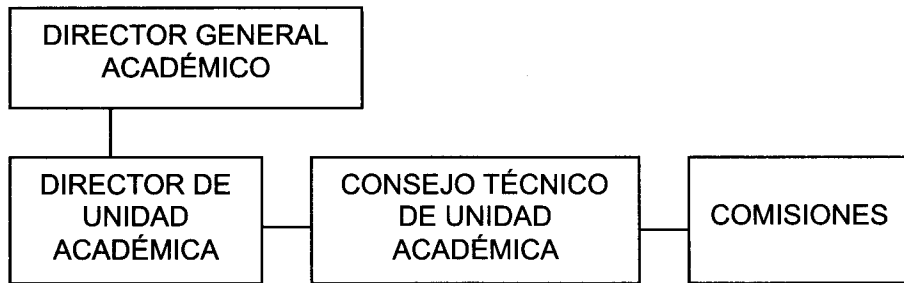 DIRECTOR GENERAL
ACADÉMICO
DIRECTOR DE
UNIDAD
ACADÉMICA
CONSEJO TÉCNICO
DE UNIDAD
ACADÉMICA
COMISIONES